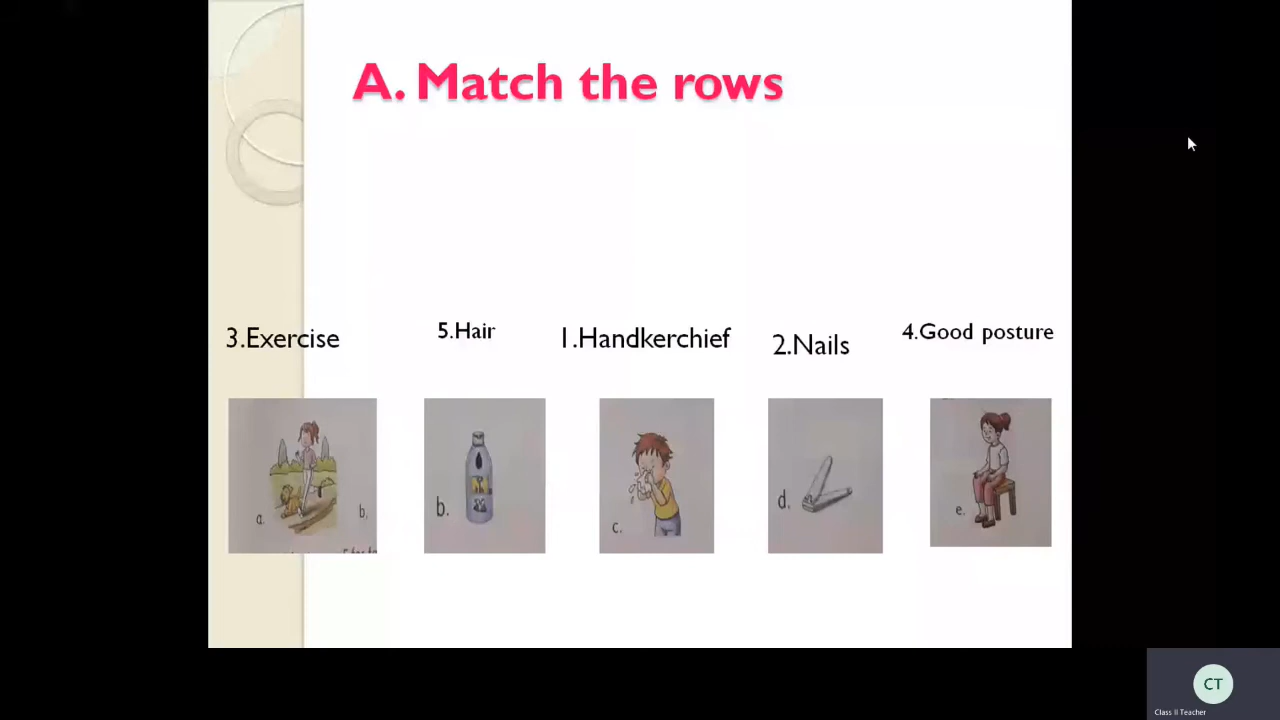 A. Match the rows
3.Exercise
5.Hair
1.Handkerchief
2.Nails
4.Good posture
a.
b.
b.
c.
d.
e.
CT
Class II Teacher